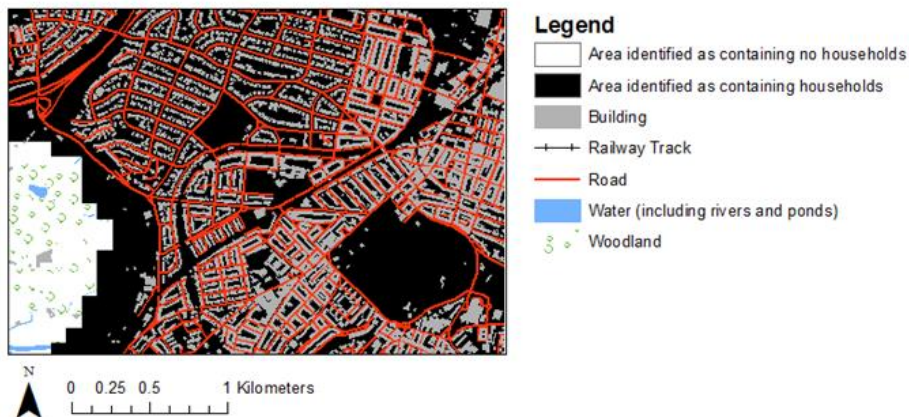 Legend
Area identified as containing no households
Area identified as containing households
Building
Railway Track
Road
Water (including rivers and ponds)
Woodland
N
0 0.25 0.5 1 Kilometers